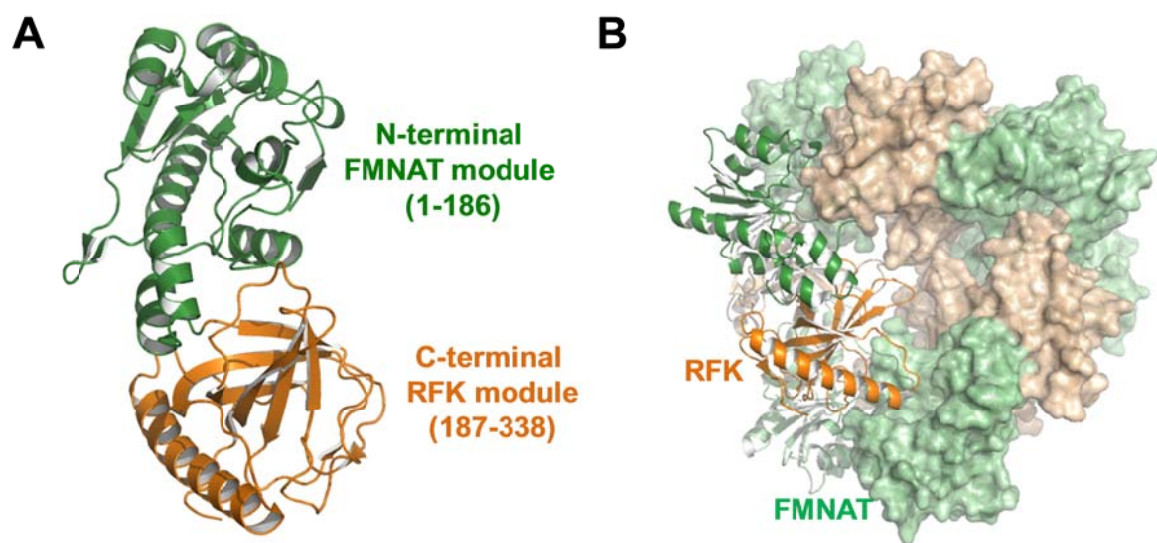 A
N-terminal
FMNAT module
(1-186)
C-terminal
RFK module
(187-338)
B
RFK
FMNAT